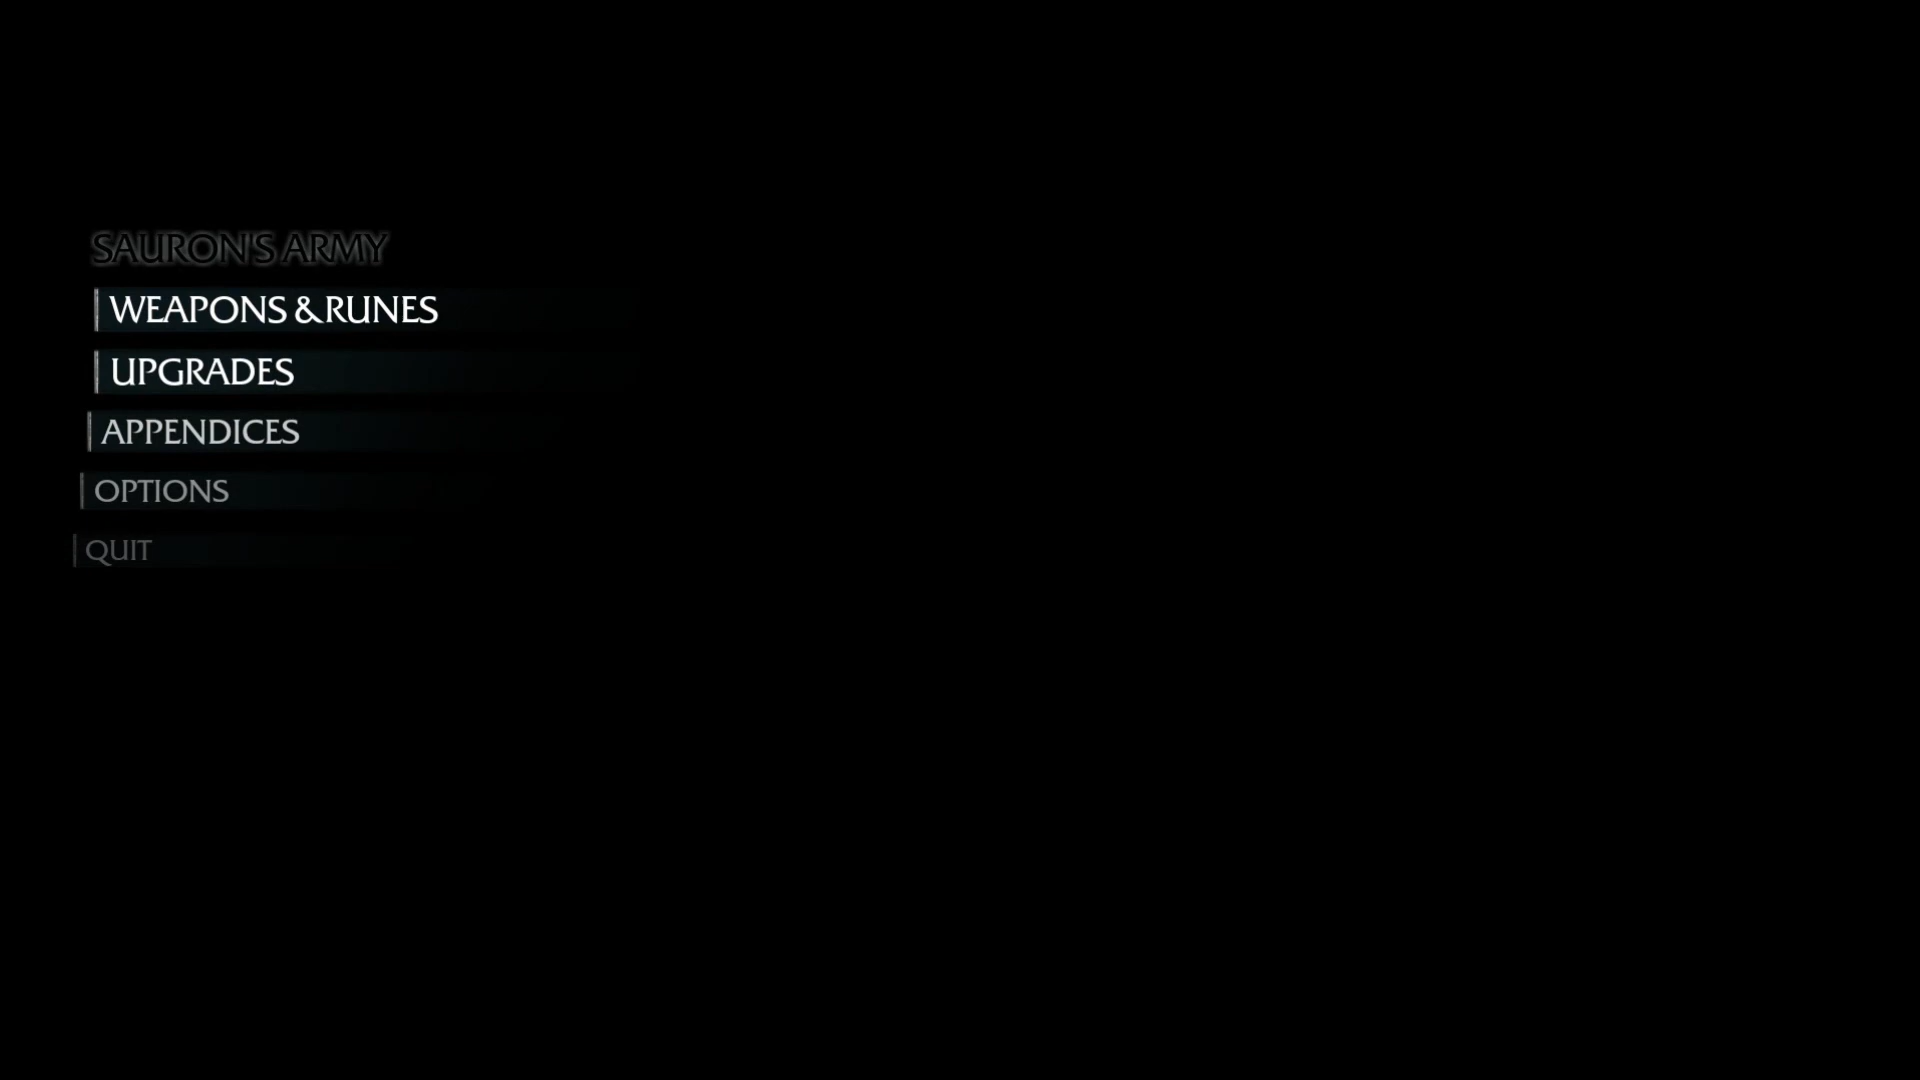 SAURON'S ARMY
WEAPONS & RUNES
UPGRADES
APPENDICES
OPTIONS
QUIT